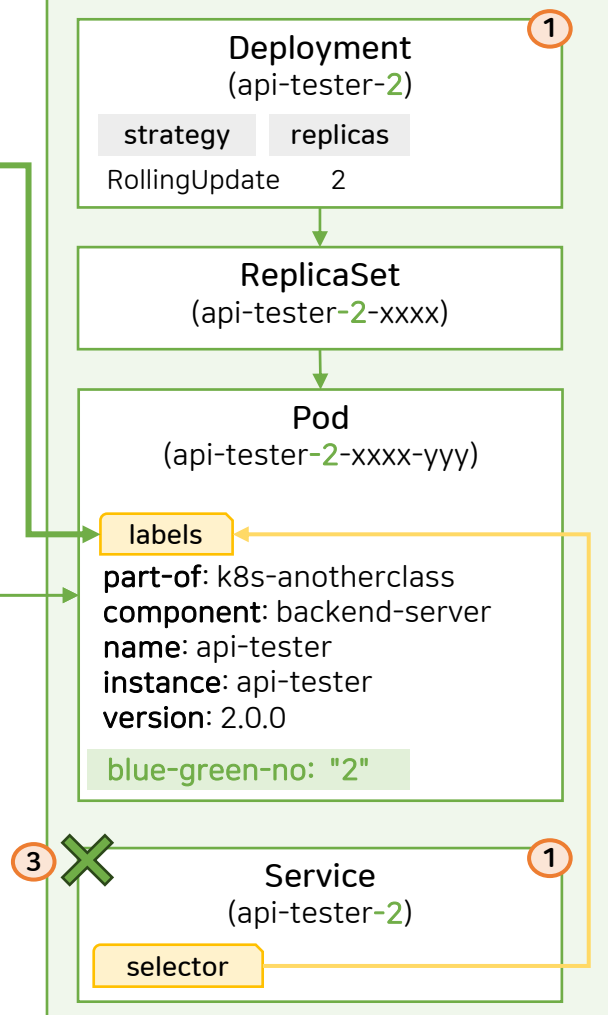 1
Deployment
(api-tester-2)
strategy replicas
RollingUpdate 2
ReplicaSet
(api-tester-2-xxxx)
Pod
(api-tester-2-xxxx-yyy)
labels
part-of: k8s-anotherclass
component: backend-server
name: api-tester
instance: api-tester
version: 2.0.0
blue-green-no: "2"
3
1
Service
(api-tester-2)
selector